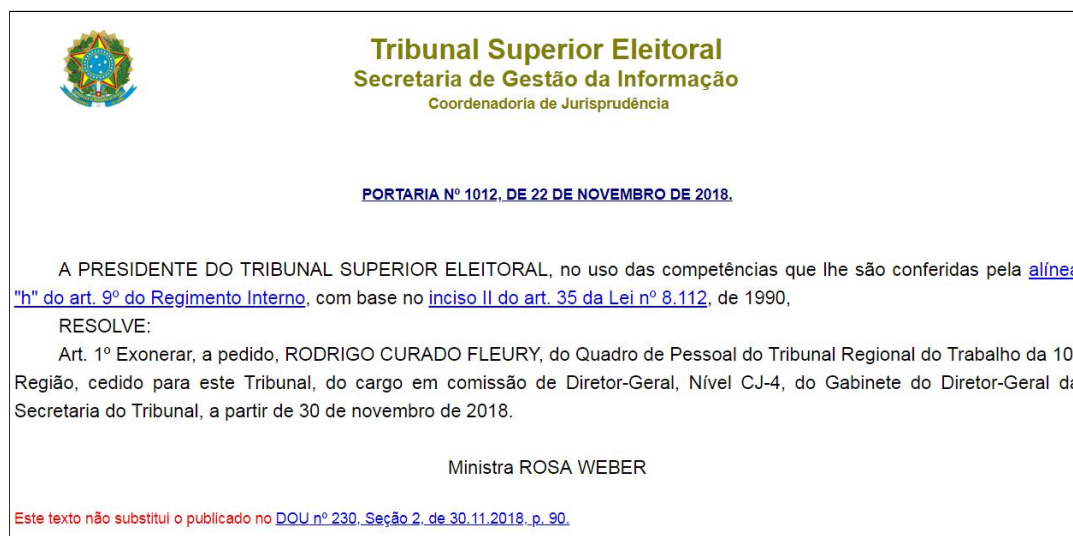 Tribunal Superior Eleitoral
Secretaria de Gestão da Informação
Coordenadoria de Jurisprudência
PORTARIA Nº 1012, DE 22 DE NOVEMBRO DE 2018.
A PRESIDENTE DO TRIBUNAL SUPERIOR ELEITORAL, no uso das competências que lhe são conferidas pela alínea
"h" do art. 9º do Regimento Interno, com base no inciso II do art. 35 da Lei nº 8.112, de 1990,
RESOLVE:
Art. 1º Exonerar, a pedido, RODRIGO CURADO FLEURY, do Quadro de Pessoal do Tribunal Regional do Trabalho da 10
Região, cedido para este Tribunal, do cargo em comissão de Diretor-Geral, Nível CJ-4, do Gabinete do Diretor-Geral da
Secretaria do Tribunal, a partir de 30 de novembro de 2018.
Ministra ROSA WEBER
Este texto não substitui o publicado no DOU nº 230, Seção 2, de 30.11.2018, p. 90.